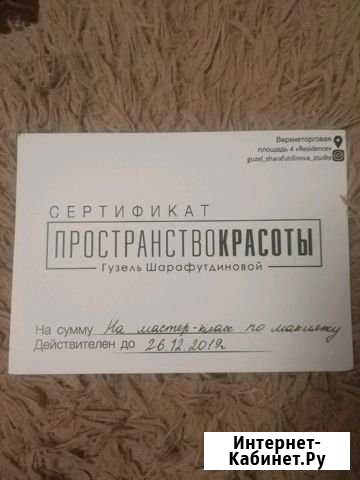 Верхнеторговая
площадь 4 «Residence»
guzel_sharafutdinova_studio
СЕРТИФИКАТ
ПРОСТРАНСТВОКРАСОТЫ
Гузель Шарафутдиновой
На сумму На мастер-класс по макияжу
Действителен до 26.12.2019г.
Интернет-
Кабинет.Ру